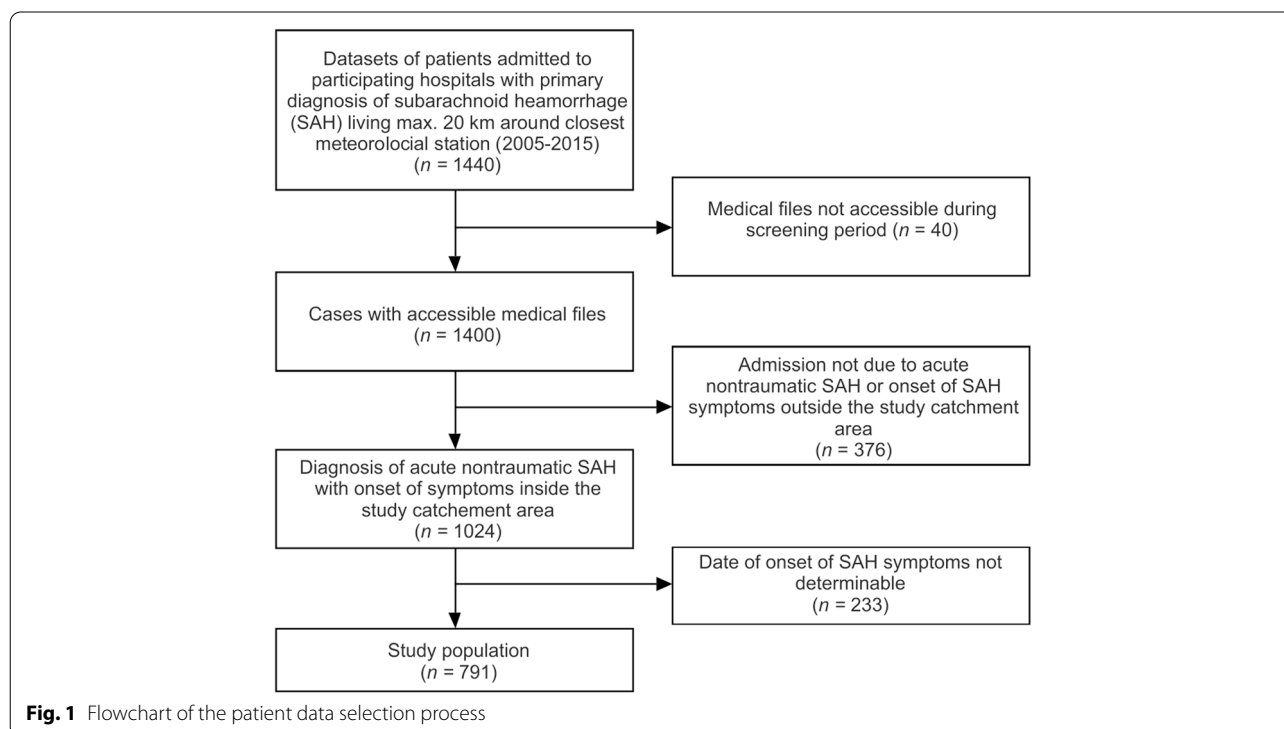 Datasets of patients admitted to
participating hospitals with primary
diagnosis of subarachnoid heamorrhage
(SAH) living max. 20 km around closest
meteorolocial station (2005-2015)
(n = 1440)
Medical files not accessible during
screening period (n = 40)
Cases with accessible medical files
(n = 1400)
Admission not due to acute
nontraumatic SAH or onset of SAH
symptoms outside the study catchment
area
(n = 376)
Diagnosis of acute nontraumatic SAH
with onset of symptoms inside the
study catchement area
(n = 1024)
Date of onset of SAH symptoms not
determinable
(n = 233)
Study population
(n = 791)
Fig. 1 Flowchart of the patient data selection process